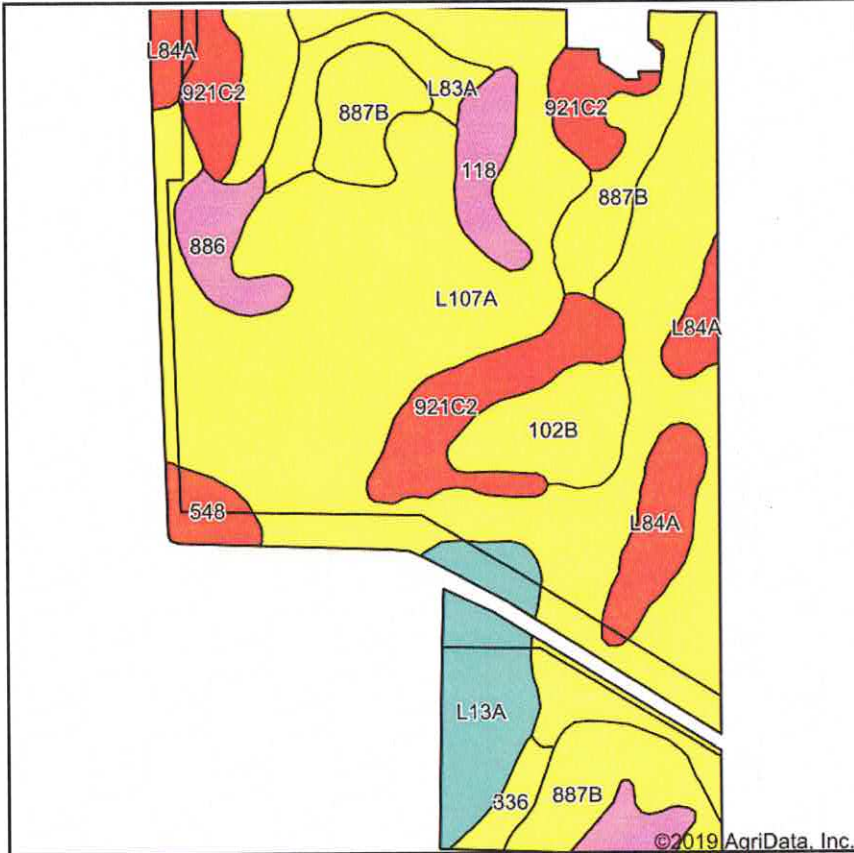 L84A
921C2
L83A
887B
921C2
118
887B
886
L107A
L84A
921C2
102B
548
L84A
L13A
336
887B
©2019 AgriData, Inc.